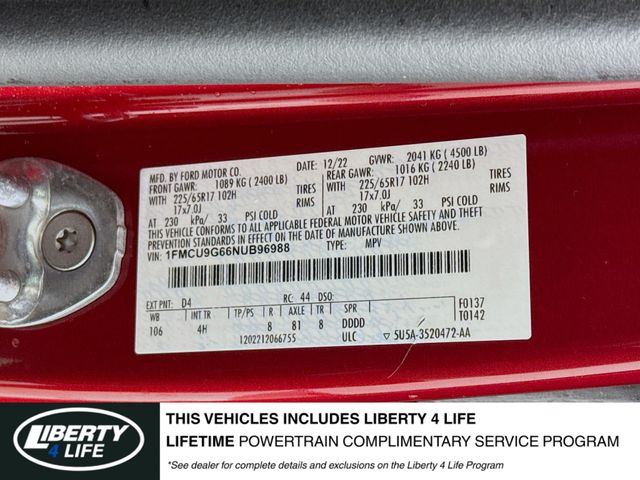 MFD. BY FORD MOTOR CO.
DATE: 12/22 GVWR: 2041 KG ( 4500 LB)
FRONT GAWR: 1089 KG ( 2400 LB) REAR GAWR: 1016 KG ( 2240 LB)
WITH 225/65R17 102H TIRES WITH 225/65R17 102H TIRES
17x7.0J RIMS 17x7.0J RIMS
AT 230 kPa/ 33 PSI COLD AT 230 kPa/ 33 PSI COLD
THIS VEHICLE CONFORMS TO ALL APPLICABLE FEDERAL MOTOR VEHICLE SAFETY AND THEFT
PREVENTION STANDARDS IN EFFECT ON THE DATE OF MANUFACTURE SHOWN ABOVE.
VIN: 1FMCU9G66NUB96988 TYPE: MPV
EXT PNT: D4 RC: 44 DSO:
WB INT TR TP/PS R AXLE TR SPR F0137
106 4H 8 81 8 DDDD T0142
1202212066755 ULC ▽ 5U5A-3520472-AA
LIBERTY
4 LIFE
THIS VEHICLES INCLUDES LIBERTY 4 LIFE
LIFETIME POWERTRAIN COMPLIMENTARY SERVICE PROGRAM
*See dealer for complete details and exclusions on the Liberty 4 Life Program